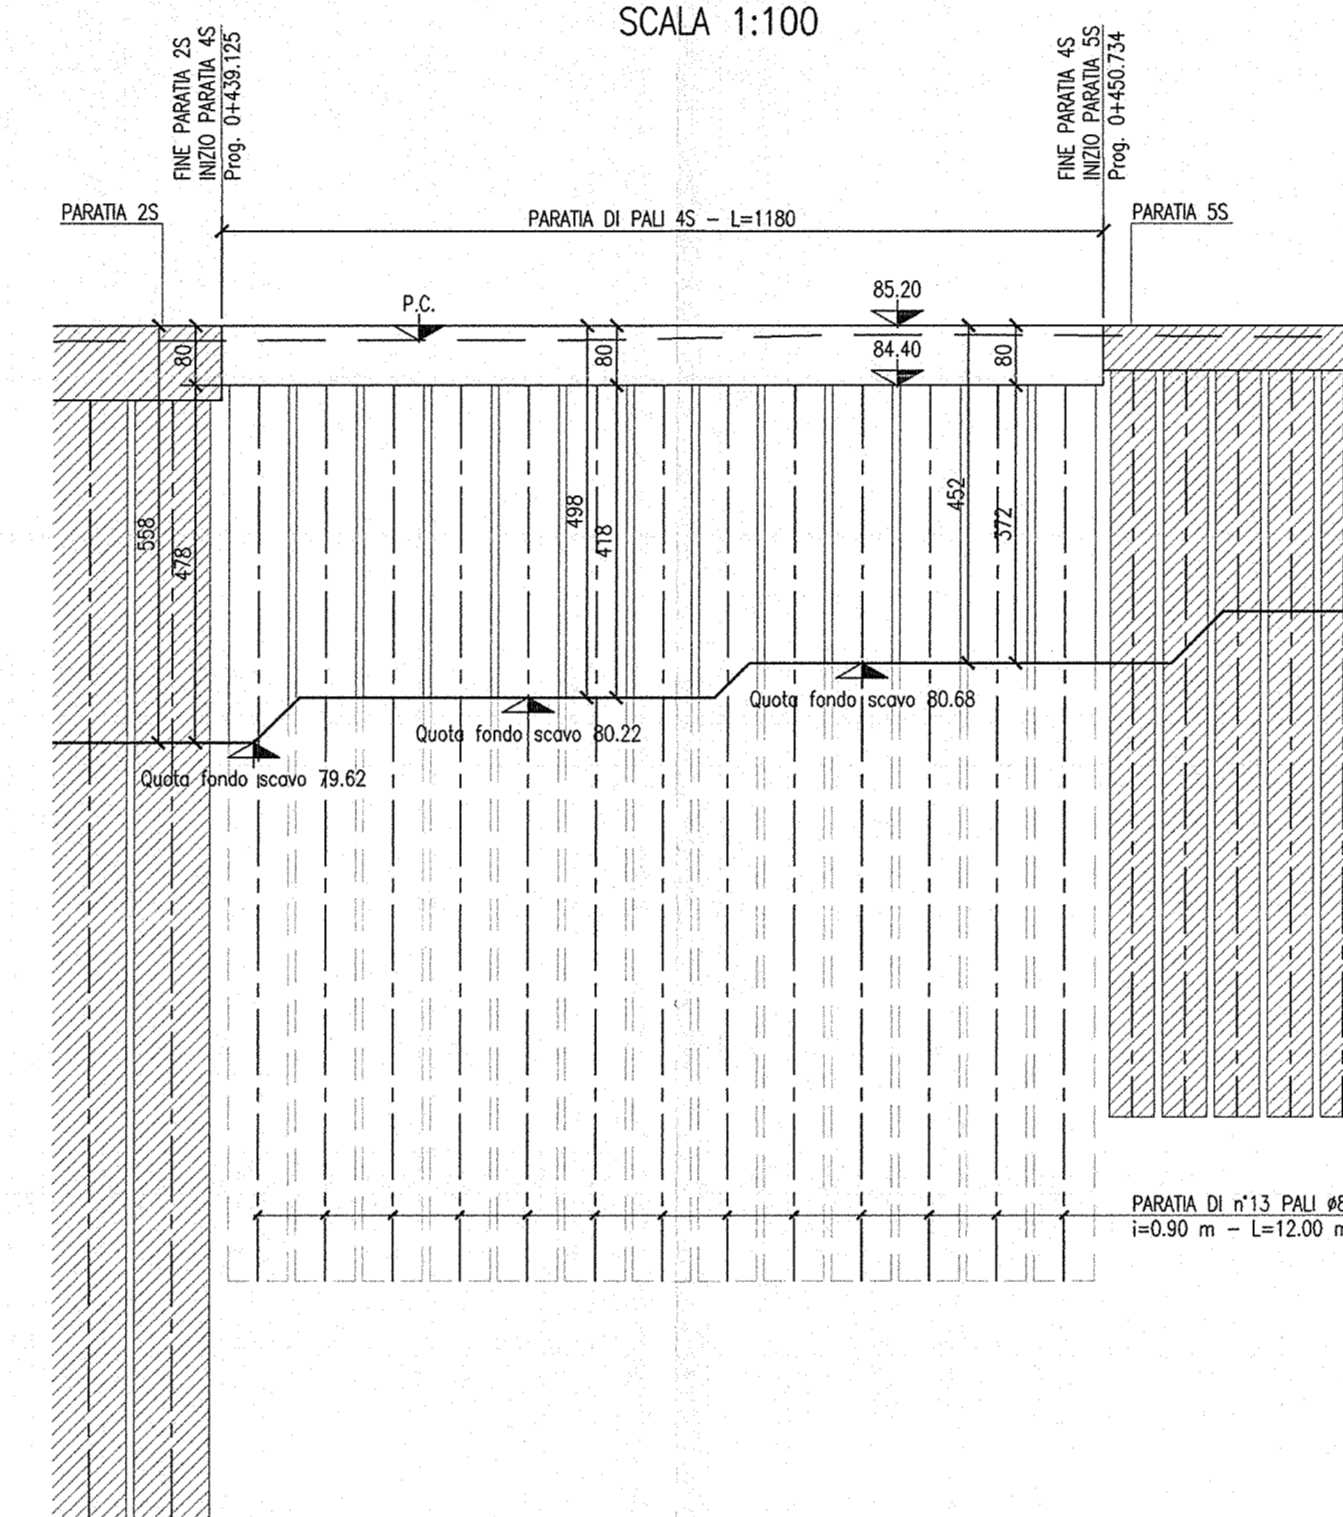 SCALA 1:100
FINE PARATIA 2S
INIZIO PARATIA 4S
Prog. 0+439.125
FINE PARATIA 4S
INIZIO PARATIA 5S
Prog. 0+450.734
PARATIA 2S
PARATIA DI PALI 4S - L=1180
PARATIA 5S
P.C.
85.20
84.40
80
80
80
558
478
498
418
452
372
Quota fondo scavo 80.68
Quota fondo scavo 80.22
Quota fondo scavo 79.62
PARATIA DI n°13 PALI ø8
i=0.90 m - L=12.00 m